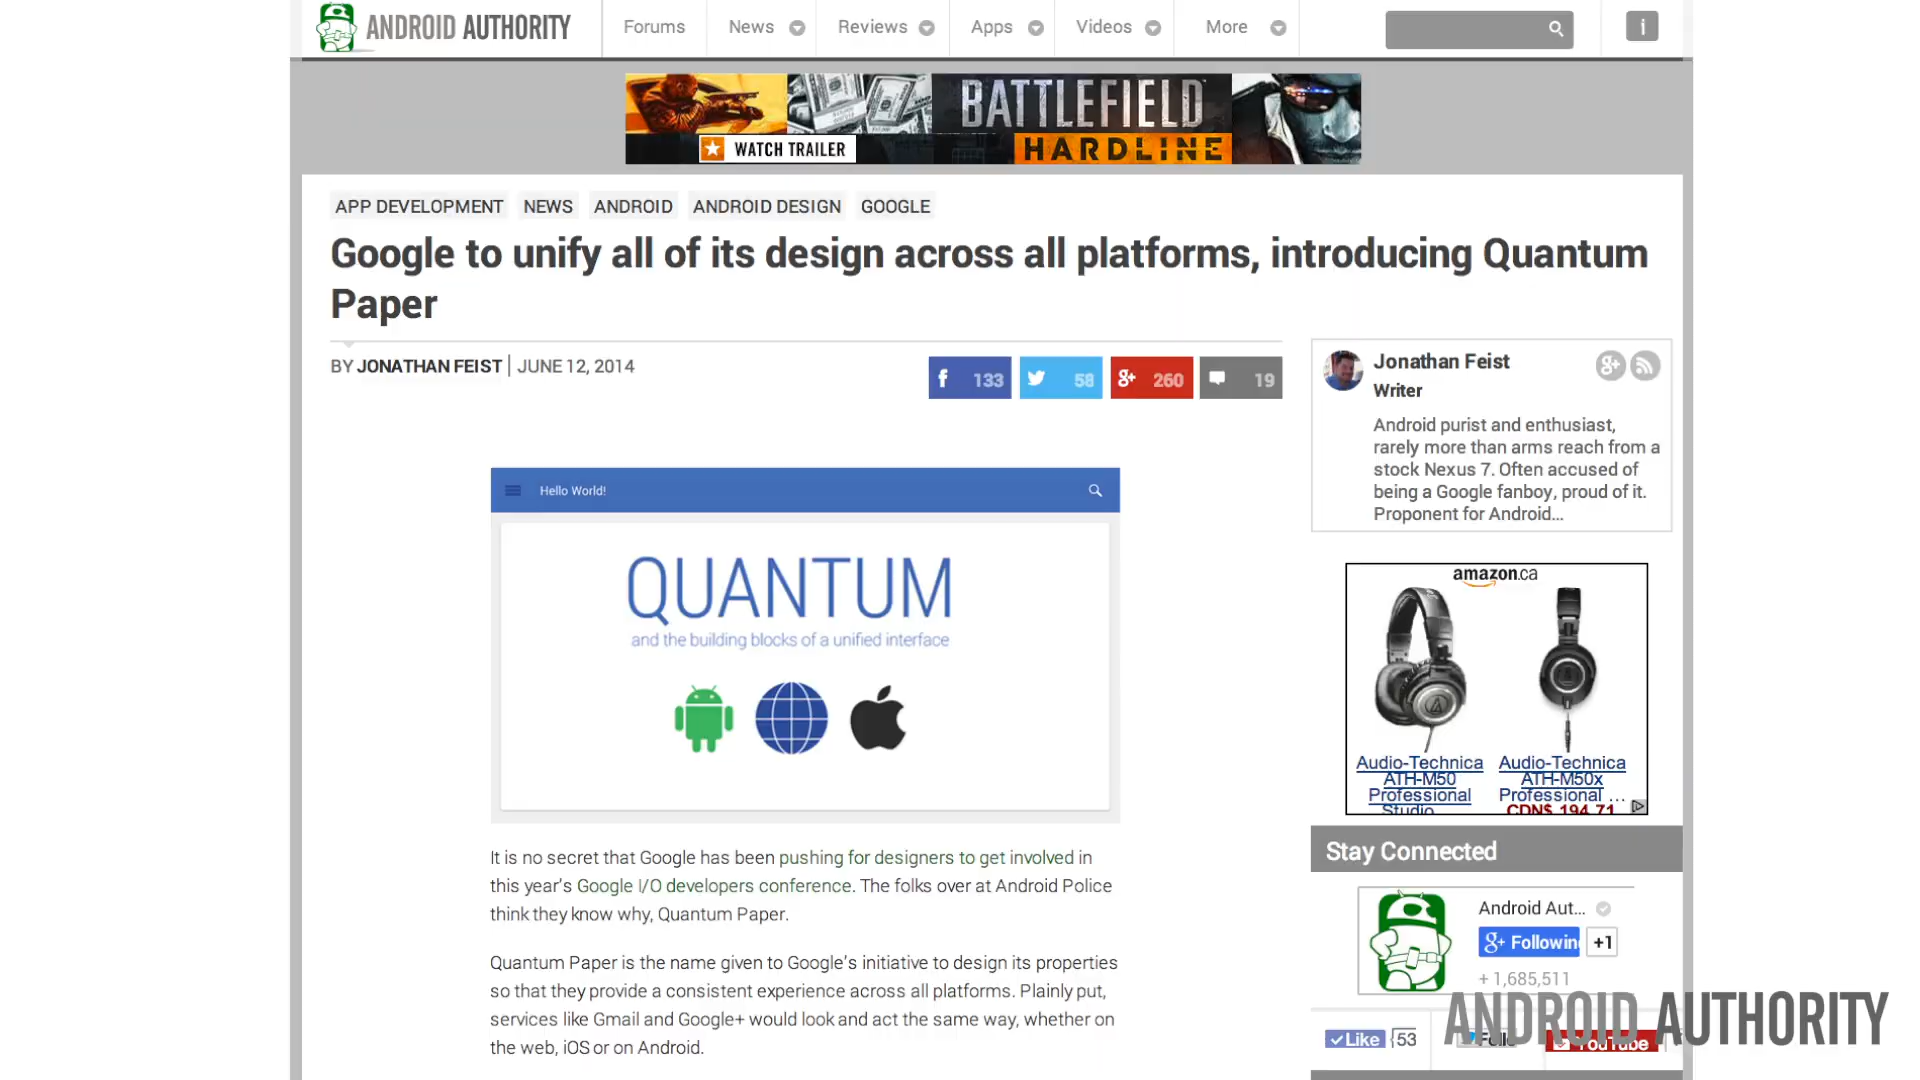 ANDROID AUTHORITY
Forums
News
Reviews
Apps
Videos
More
i
BATTLEFIELD
HARDLINE
WATCH TRAILER
APP DEVELOPMENT NEWS ANDROID ANDROID DESIGN GOOGLE
Google to unify all of its design across all platforms, introducing Quantum
Paper
BY JONATHAN FEIST | JUNE 12, 2014
f 133
58
g+ 260
19
Hello World!
QUANTUM
and the building blocks of a unified interface
It is no secret that Google has been pushing for designers to get involved in
this year's Google I/O developers conference. The folks over at Android Police
think they know why, Quantum Paper.
Quantum Paper is the name given to Google's initiative to design its properties
so that they provide a consistent experience across all platforms. Plainly put,
services like Gmail and Google+ would look and act the same way, whether on
the web, iOS or on Android.
Jonathan Feist
g+
Writer
Android purist and enthusiast,
rarely more than arms reach from a
stock Nexus 7. Often accused of
being a Google fanboy, proud of it.
Proponent for Android...
amazon.ca
Audio-Technica
ATH-M50
Professional
Studio
Audio-Technica
ATH-M50x
Professional ...
CDN$ 194.71
Stay Connected
Android Aut...
g+ Followin
+1
+ 1,685,511
Like 53
Follo
YouTube
ANDROID AUTHORITY